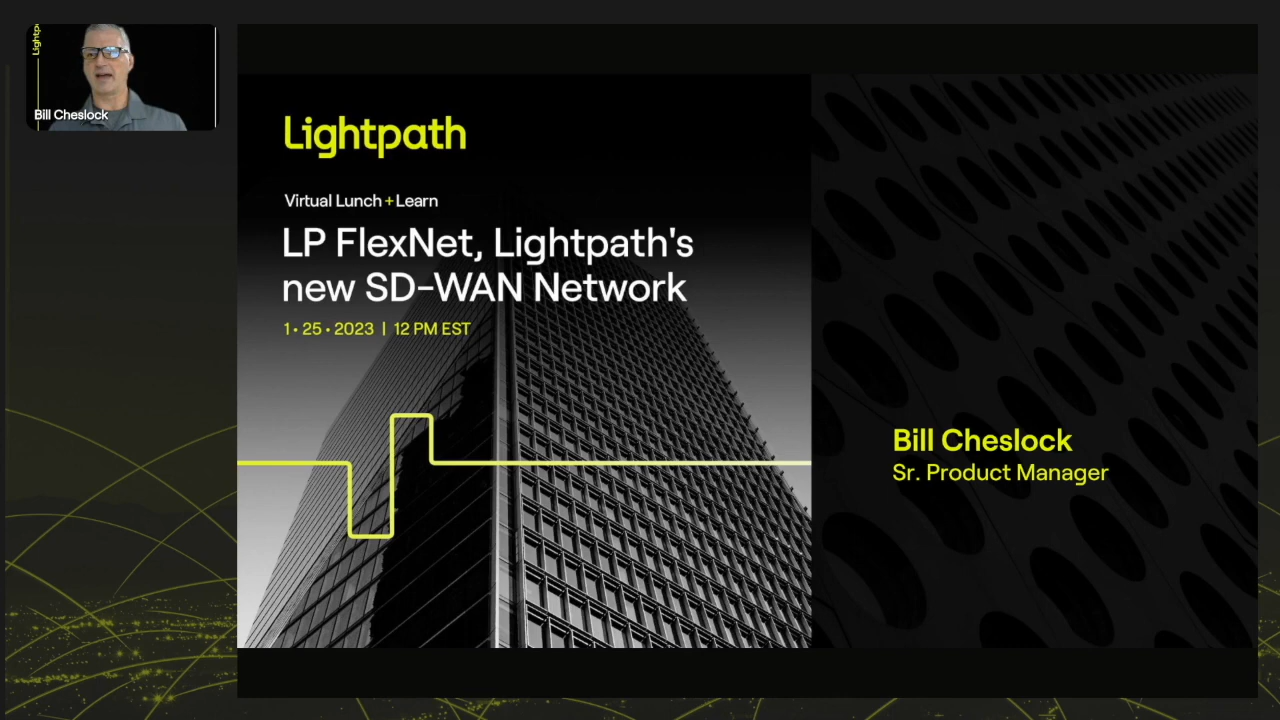 Bill Cheslock
Lightpath
Virtual Lunch+Learn
LP FlexNet, Lightpath's
new SD-WAN Network
1 • 25 • 2023 | 12 PM EST
Bill Cheslock
Sr. Product Manager